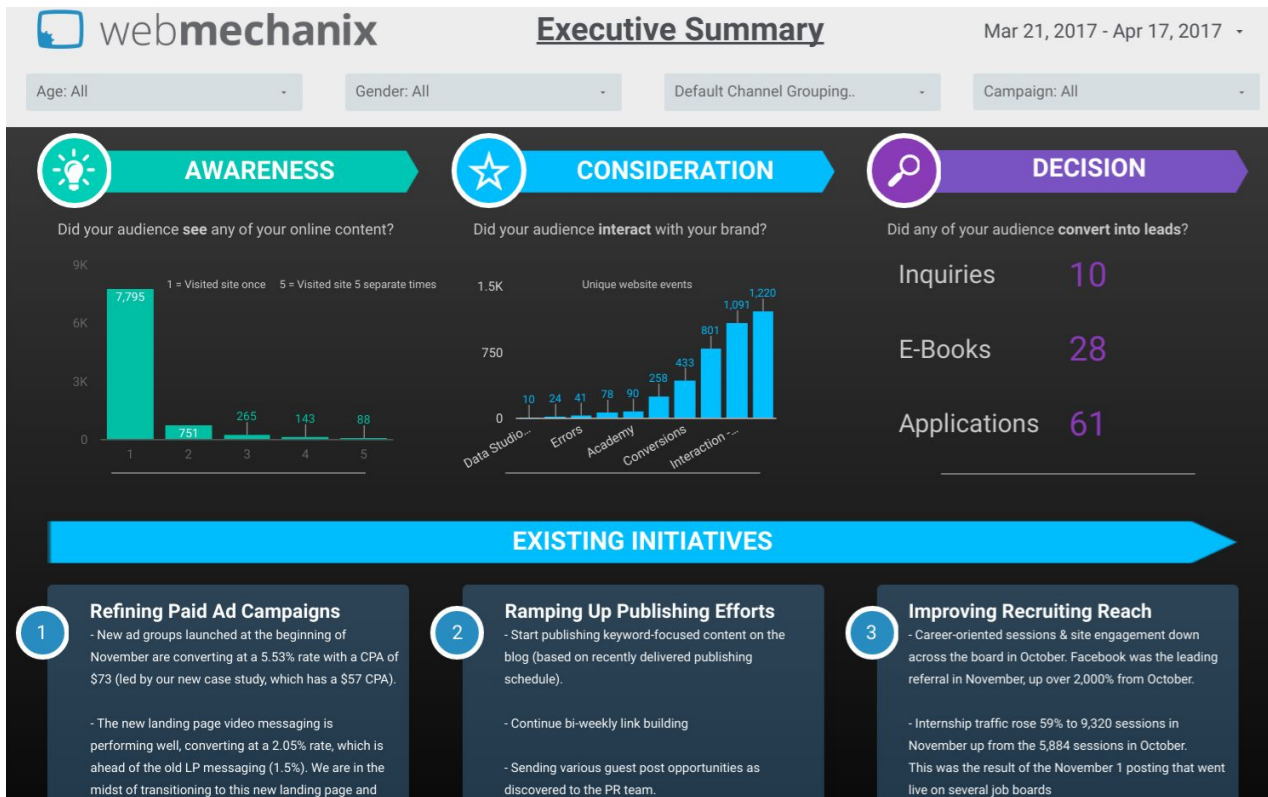 webmechanix
Executive Summary
Mar 21, 2017 - Apr 17, 2017
Age: All
Gender: All
Default Channel Grouping..
Campaign: All
AWARENESS
Did your audience see any of your online content?
9K
6K
3K
0
1 = Visited site once 5 = Visited site 5 separate times
7,795
751
265
143
88
1
2
3
4
5
CONSIDERATION
Did your audience interact with your brand?
1.5K
750
0
Unique website events
10
24
41
78
90
258
433
801
1,091
1,220
Data Studio...
Errors
Academy
Conversions
Interaction -...
DECISION
Did any of your audience convert into leads?
Inquiries 10
E-Books 28
Applications 61
EXISTING INITIATIVES
1
Refining Paid Ad Campaigns
- New ad groups launched at the beginning of
November are converting at a 5.53% rate with a CPA of
$73 (led by our new case study, which has a $57 CPA).
- The new landing page video messaging is
performing well, converting at a 2.05% rate, which is
ahead of the old LP messaging (1.5%). We are in the
midst of transitioning to this new landing page and
2
Ramping Up Publishing Efforts
- Start publishing keyword-focused content on the
blog (based on recently delivered publishing
schedule).
- Continue bi-weekly link building
- Sending various guest post opportunities as
discovered to the PR team.
3
Improving Recruiting Reach
- Career-oriented sessions & site engagement down
across the board in October. Facebook was the leading
referral in November, up over 2,000% from October.
- Internship traffic rose 59% to 9,320 sessions in
November up from the 5,884 sessions in October.
This was the result of the November 1 posting that went
live on several job boards